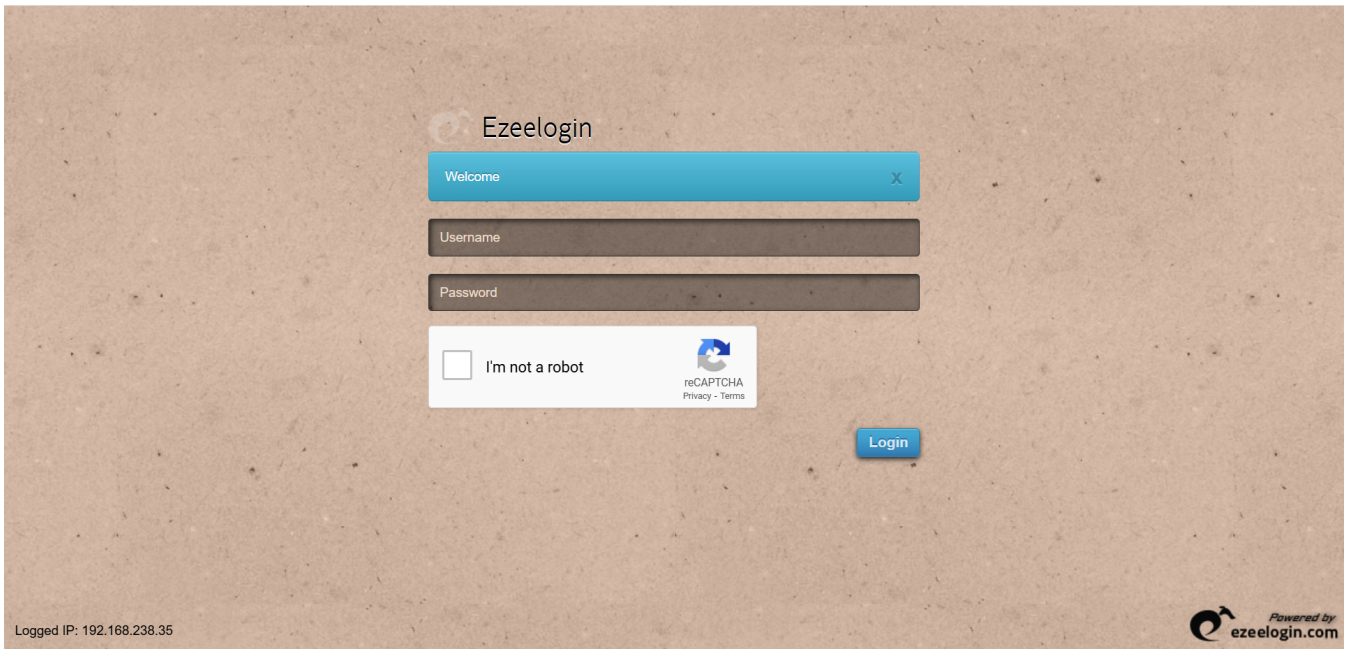 Ezeelogin
Welcome x
Username
Password
I'm not a robot
reCAPTCHA
Privacy - Terms
Login
Logged IP: 192.168.238.35
Powered by
ezeelogin.com